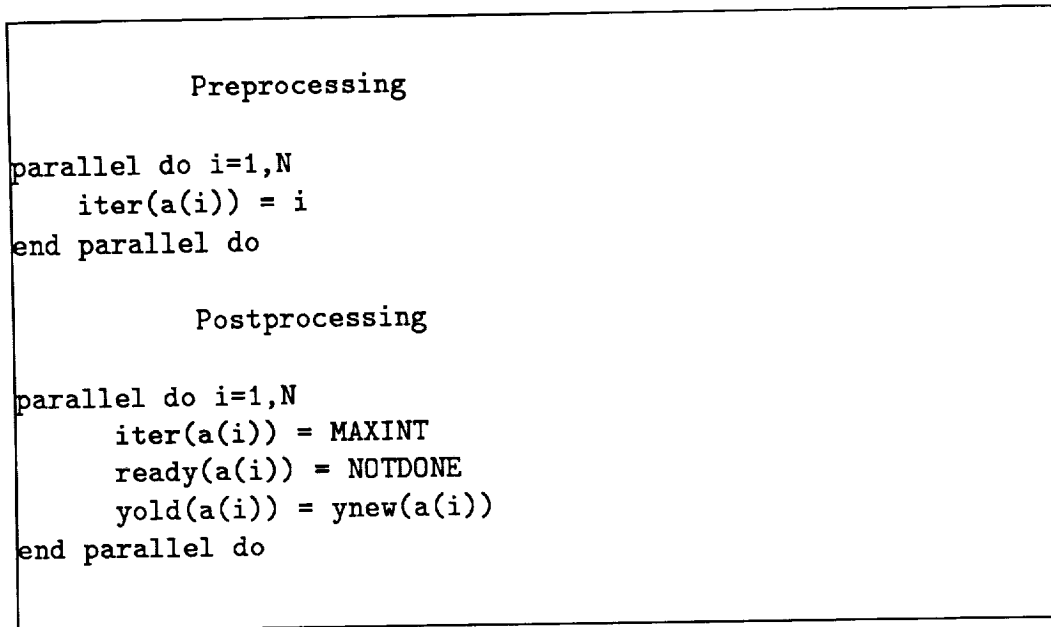 Preprocessing
parallel do i=1,N
iter(a(i)) = i
end parallel do
Postprocessing
parallel do i=1,N
iter(a(i)) = MAXINT
ready(a(i)) = NOTDONE
yold(a(i)) = ynew(a(i))
end parallel do